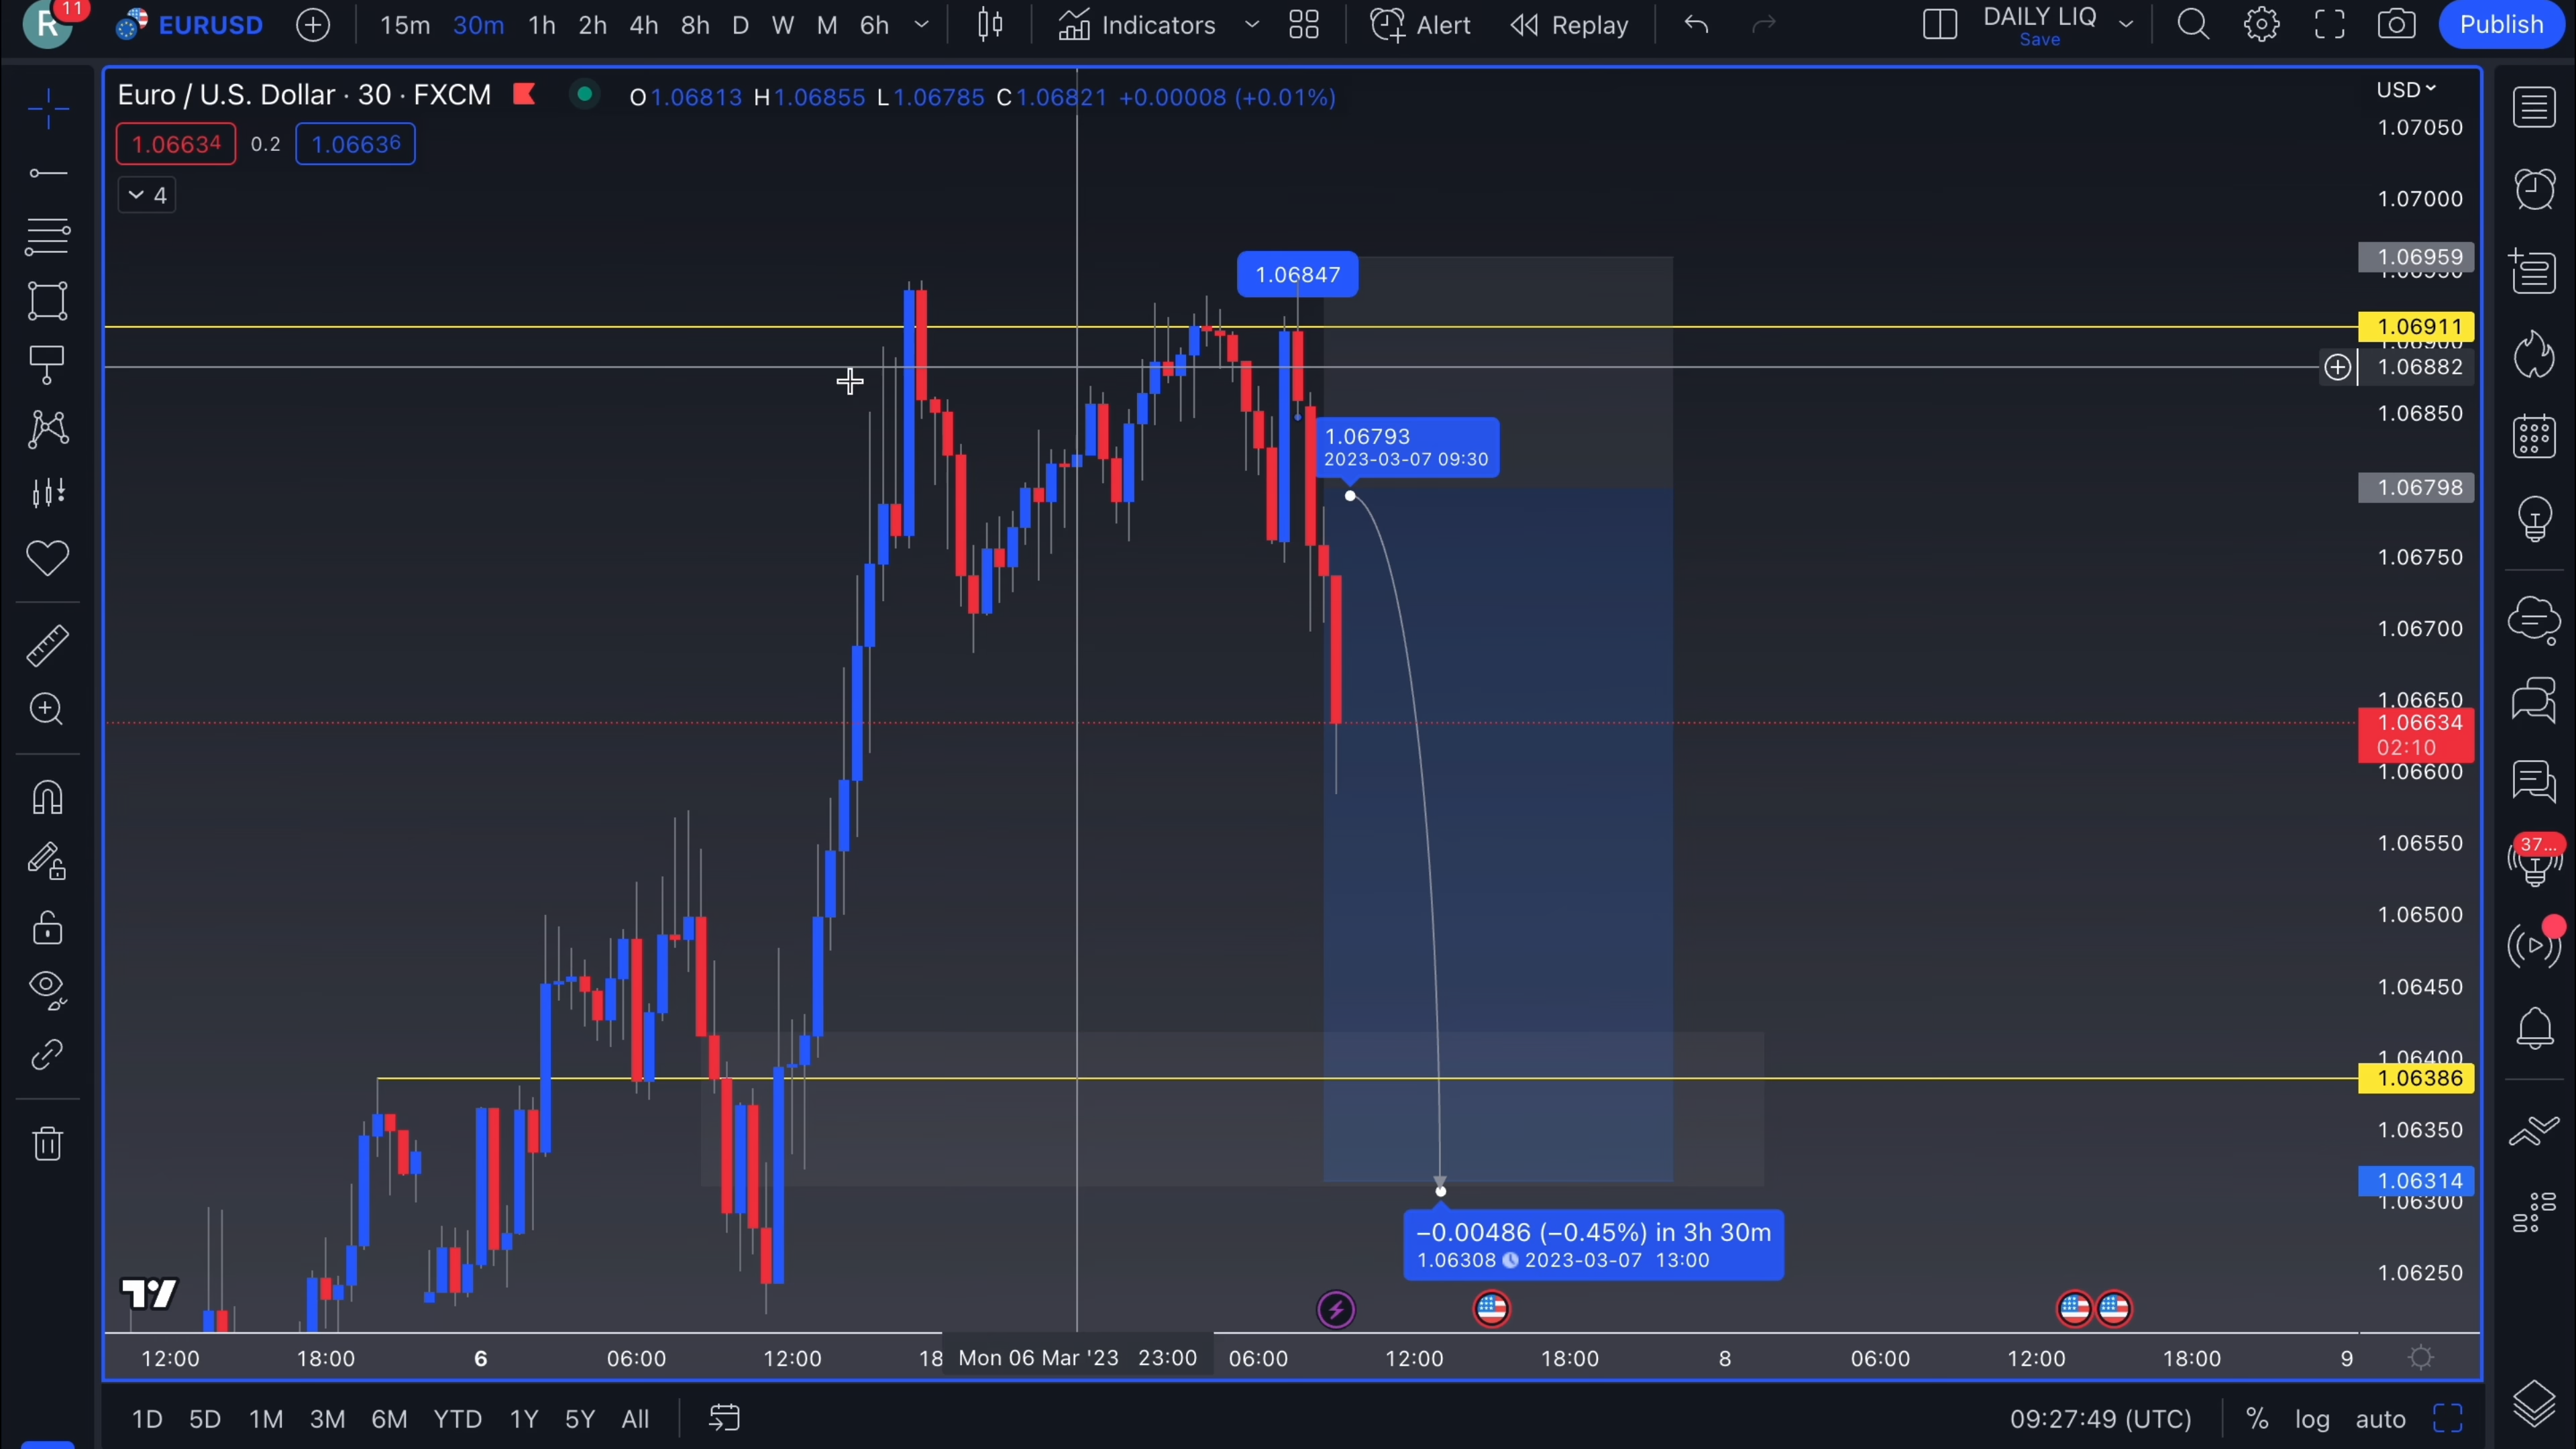 R
11
EURUSD
15m 30m 1h 2h 4h 8h D W M 6h
Indicators
Alert
Replay
DAILY LIQ
Save
Publish
Euro / U.S. Dollar · 30 · FXCM
O1.06813 H1.06855 L1.06785 C1.06821 +0.00008 (+0.01%)
1.06634 0.2 1.06636
4
USD
1.07050
1.07000
1.06959
1.06911
1.06882
1.06850
1.06798
1.06750
1.06700
1.06650
1.06634
02:10
1.06600
1.06550
1.06500
1.06450
1.06400
1.06386
1.06350
1.06314
1.06300
1.06250
1.06847
1.06793
2023-03-07 09:30
−0.00486 (−0.45%) in 3h 30m
1.06308 2023-03-07 13:00
37...
12:00 18:00 6 06:00 12:00 18 Mon 06 Mar '23 23:00 06:00 12:00 18:00 8 06:00 12:00 18:00 9
1D 5D 1M 3M 6M YTD 1Y 5Y All
09:27:49 (UTC) % log auto